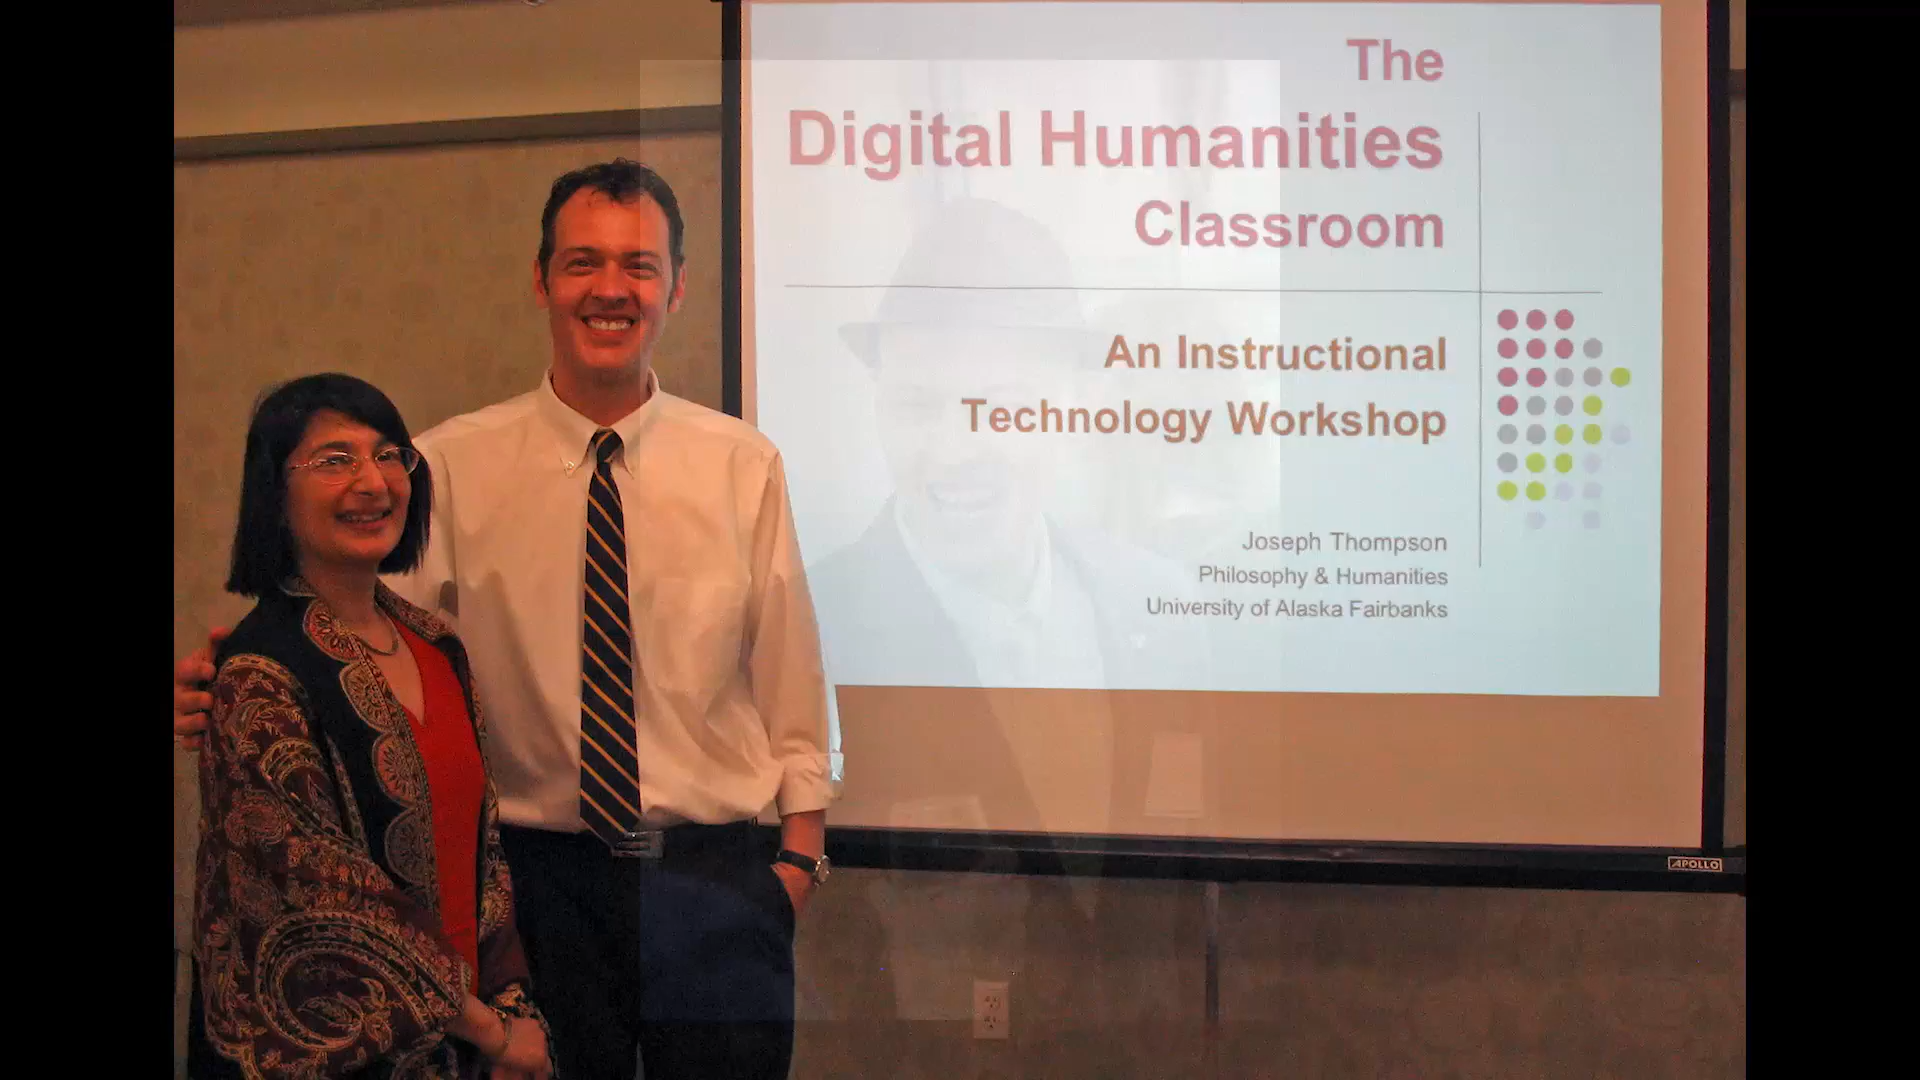 The
Digital Humanities
Classroom
An Instructional
Technology Workshop
Joseph Thompson
Philosophy & Humanities
University of Alaska Fairbanks
APOLLO